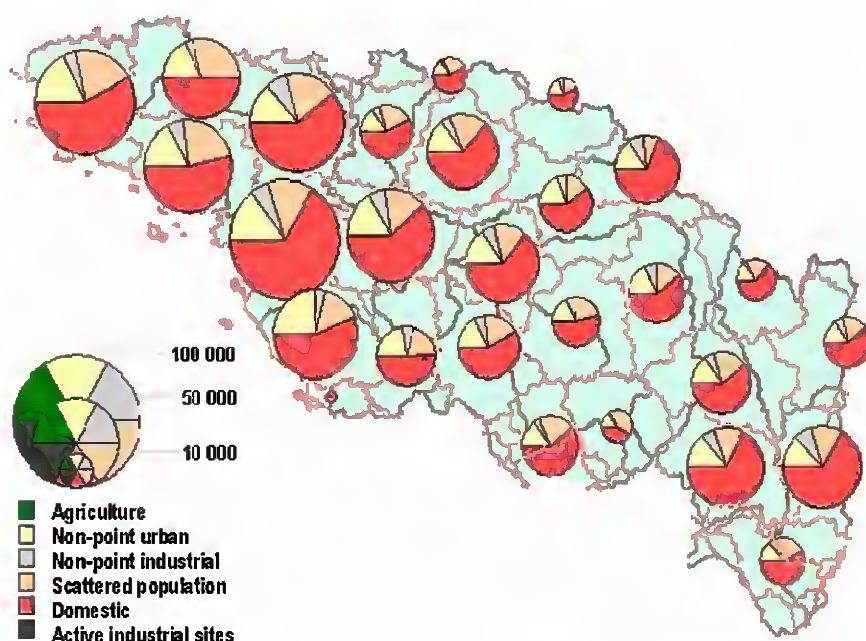 100 000
50 000
10 000
Agriculture
Non-point urban
Non-point industrial
Scattered population
Domestic
Active industrial sites